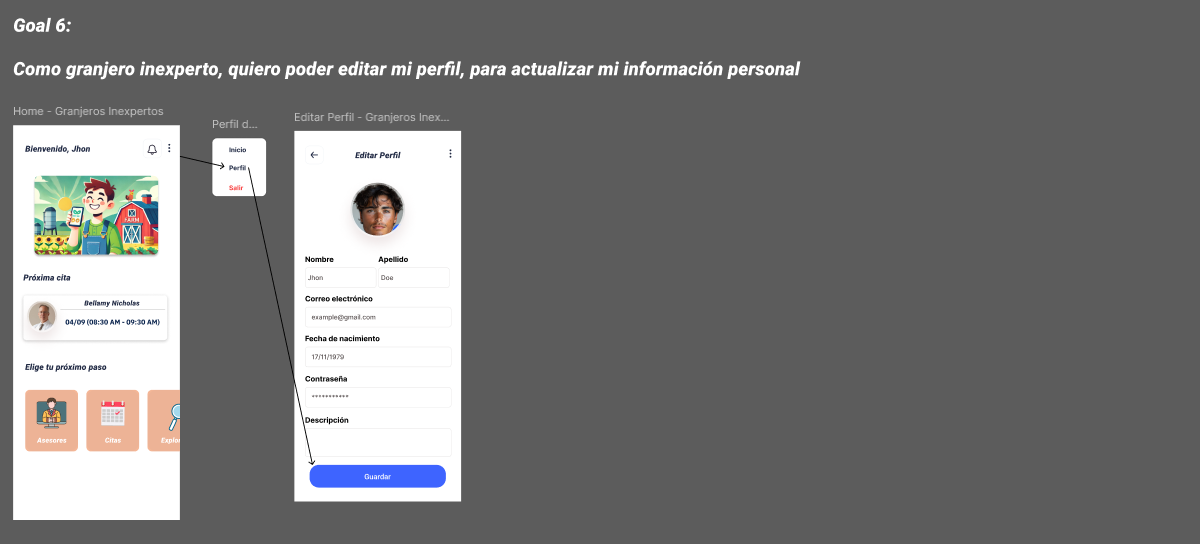 Goal 6:
Como granjero inexperto, quiero poder editar mi perfil, para actualizar mi información personal
Home - Granjeros Inexpertos
Bienvenido, Jhon
FARM
Próxima cita
Bellamy Nicholas
04/09 (08:30 AM - 09:30 AM)
Elige tu próximo paso
Asesores
Citas
Explo
Perfil d...
Inicio
Perfil
Salir
Editar Perfil - Granjeros Inex...
Editar Perfil
Nombre Apellido
Jhon Doe
Correo electrónico
example@gmail.com
Fecha de nacimiento
17/11/1979
Contraseña
***********
Descripción
Guardar